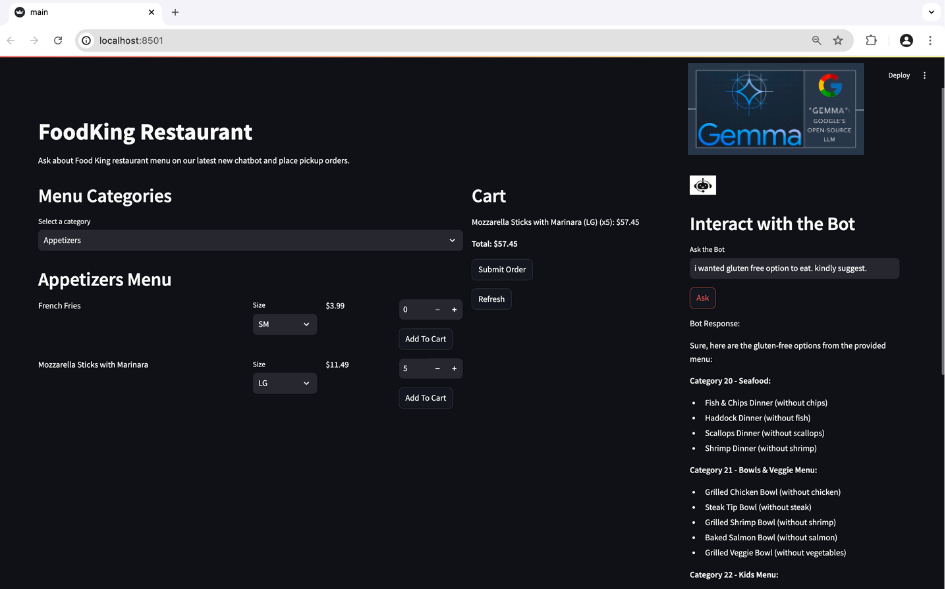 main
localhost:8501
Deploy
Gemma
"GEMMA":
GOOGLE'S
OPEN-SOURCE
LLM
FoodKing Restaurant
Ask about Food King restaurant menu on our latest new chatbot and place pickup orders.
Menu Categories
Select a category
Appetizers
Appetizers Menu
French Fries
Size
SM
$3.99
0 − +
Add To Cart
Mozzarella Sticks with Marinara
Size
LG
$11.49
5 − +
Add To Cart
Cart
Mozzarella Sticks with Marinara (LG) (x5): $57.45
Total: $57.45
Submit Order
Refresh
Interact with the Bot
Ask the Bot
i wanted gluten free option to eat. kindly suggest.
Ask
Bot Response:
Sure, here are the gluten-free options from the provided
menu:
Category 20 - Seafood:
• Fish & Chips Dinner (without chips)
• Haddock Dinner (without fish)
• Scallops Dinner (without scallops)
• Shrimp Dinner (without shrimp)
Category 21 - Bowls & Veggie Menu:
• Grilled Chicken Bowl (without chicken)
• Steak Tip Bowl (without steak)
• Grilled Shrimp Bowl (without shrimp)
• Baked Salmon Bowl (without salmon)
• Grilled Veggie Bowl (without vegetables)
Category 22 - Kids Menu: